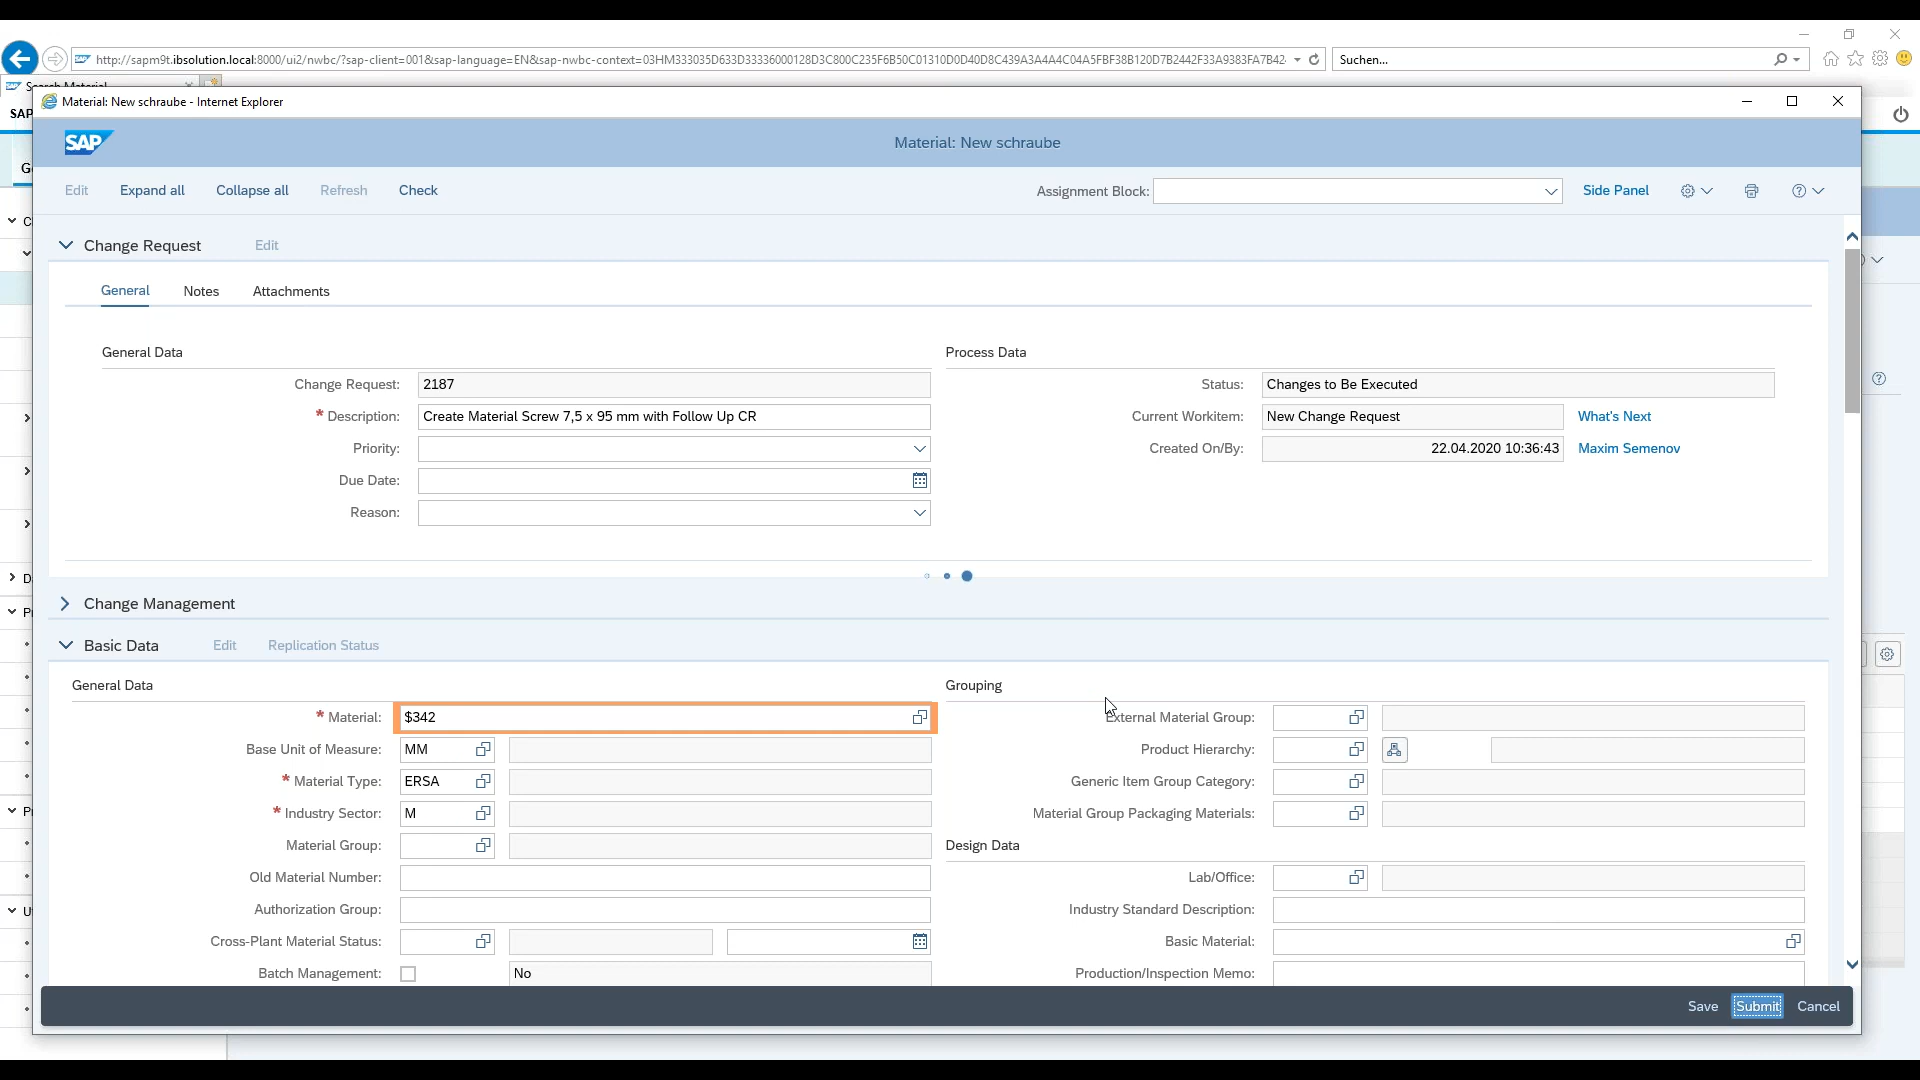 http://sapm9t.ibsolution.local:8000/ui2/nwbc/?sap-client=001&sap-language=EN&sap-nwbc-context=03HM333035D633D33336000128D3C800C235F6B50C01310D0D40D8C439A3A4A4C04A5FBF38B120D7B2442F33A9383FA7B42 Suchen...
Search Material
SAP
Material: New schraube - Internet Explorer
SAP
Material: New schraube
Edit Expand all Collapse all Refresh Check Assignment Block: Side Panel
Change Request Edit
General Notes Attachments
General Data Process Data
Change Request: 2187 Status: Changes to Be Executed
* Description: Create Material Screw 7,5 x 95 mm with Follow Up CR Current Workitem: New Change Request What's Next
Priority: Created On/By: 22.04.2020 10:36:43 Maxim Semenov
Due Date:
Reason:
Change Management
Basic Data Edit Replication Status
General Data Grouping
* Material: $342 External Material Group:
Base Unit of Measure: MM Product Hierarchy:
* Material Type: ERSA Generic Item Group Category:
* Industry Sector: M Material Group Packaging Materials:
Material Group: Design Data
Old Material Number: Lab/Office:
Authorization Group: Industry Standard Description:
Cross-Plant Material Status: Basic Material:
Batch Management: No Production/Inspection Memo:
Save Submit Cancel